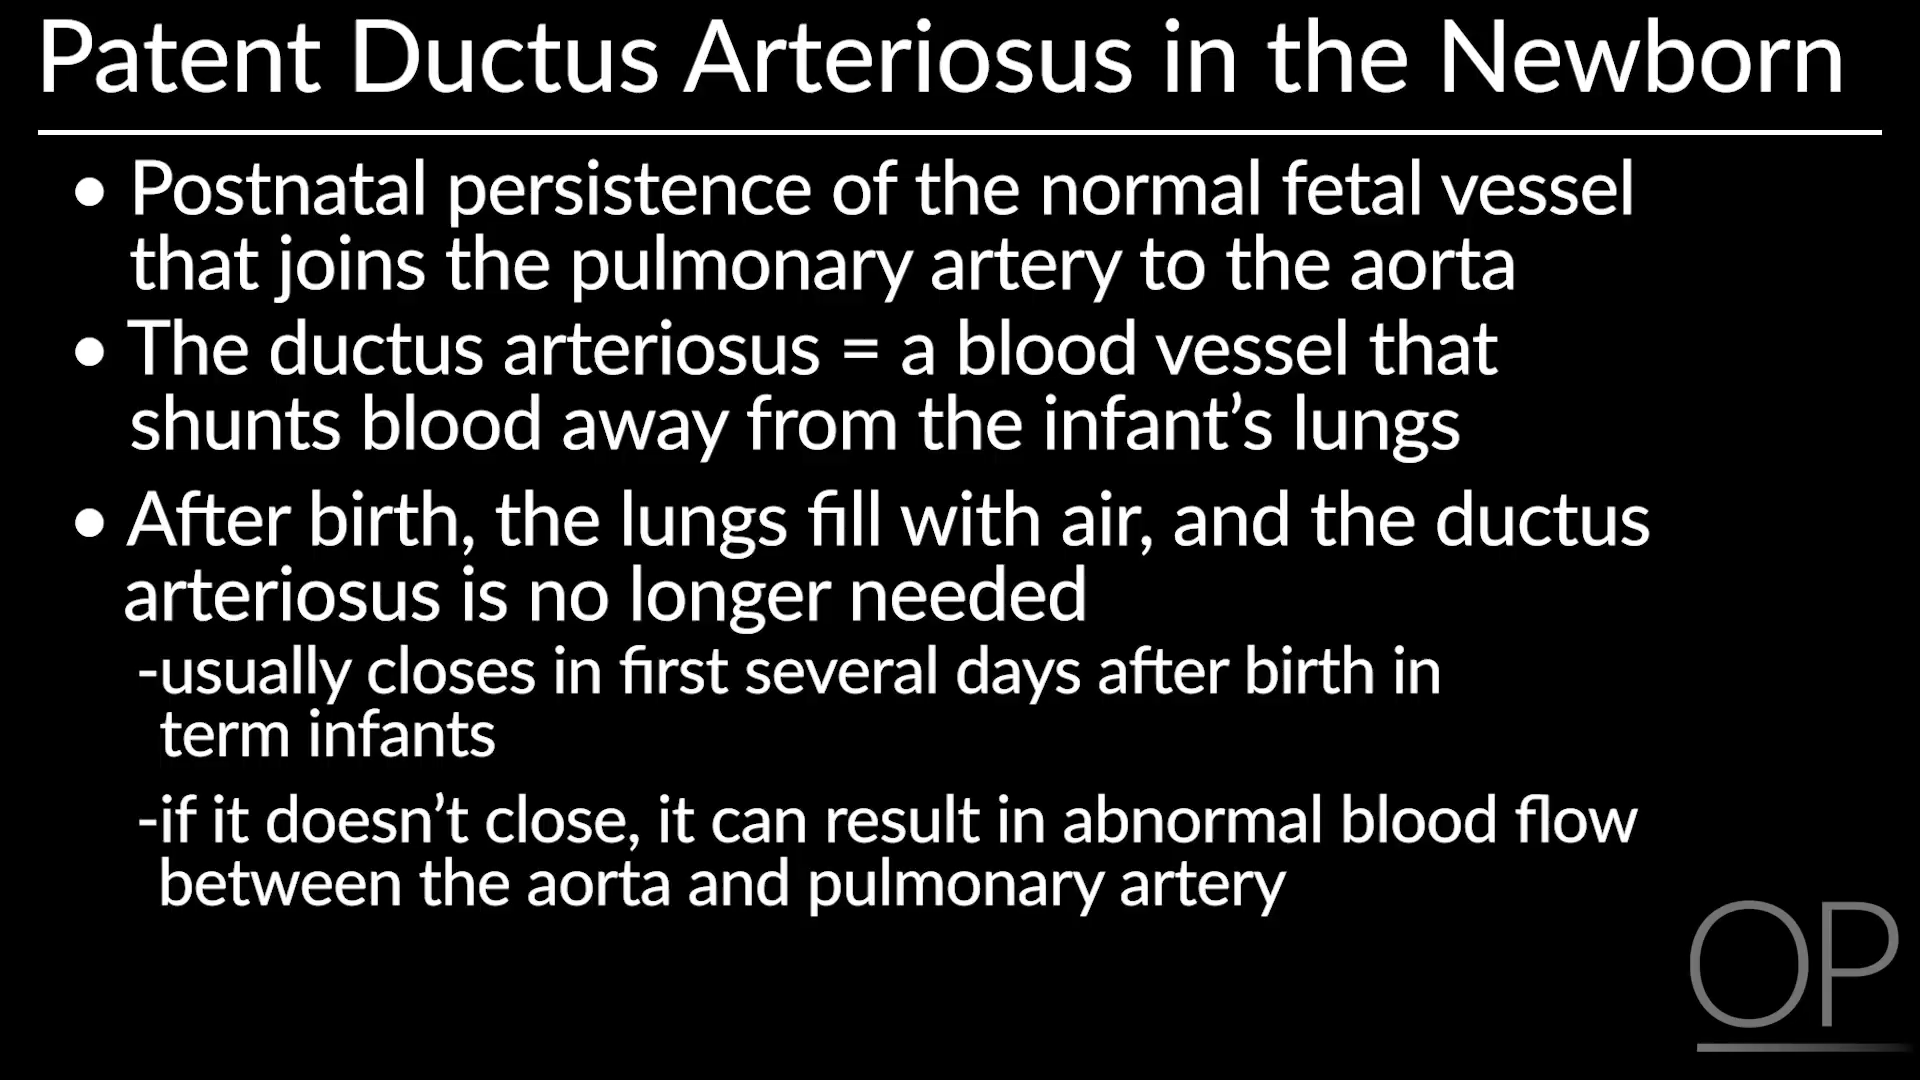 Patent Ductus Arteriosus in the Newborn
• Postnatal persistence of the normal fetal vessel
that joins the pulmonary artery to the aorta
• The ductus arteriosus = a blood vessel that
shunts blood away from the infant’s lungs
• After birth, the lungs fill with air, and the ductus
arteriosus is no longer needed
-usually closes in first several days after birth in
term infants
-if it doesn’t close, it can result in abnormal blood flow
between the aorta and pulmonary artery
OP